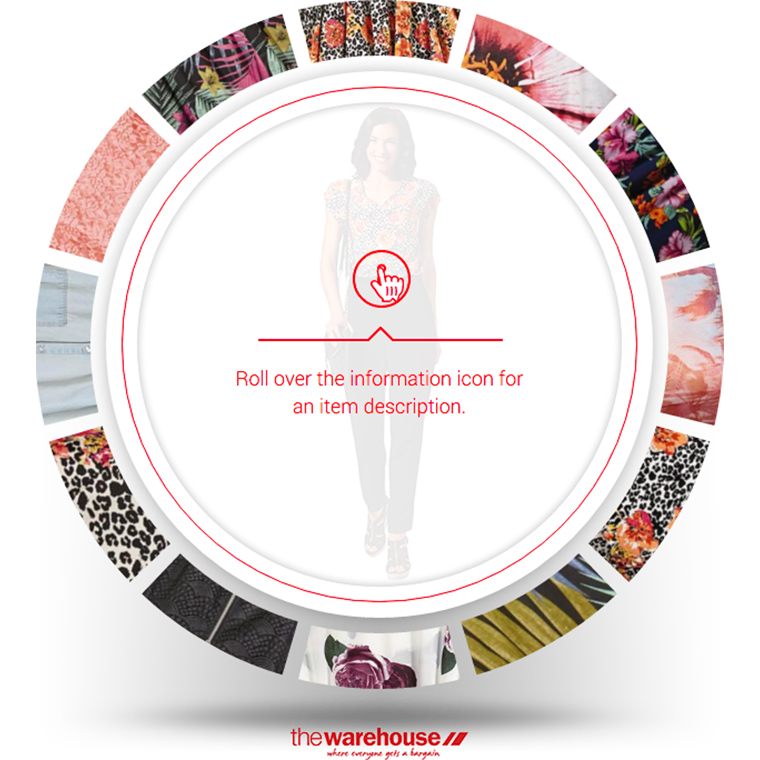 Roll over the information icon for
an item description.
thewarehouse
where everyone gets a bargain